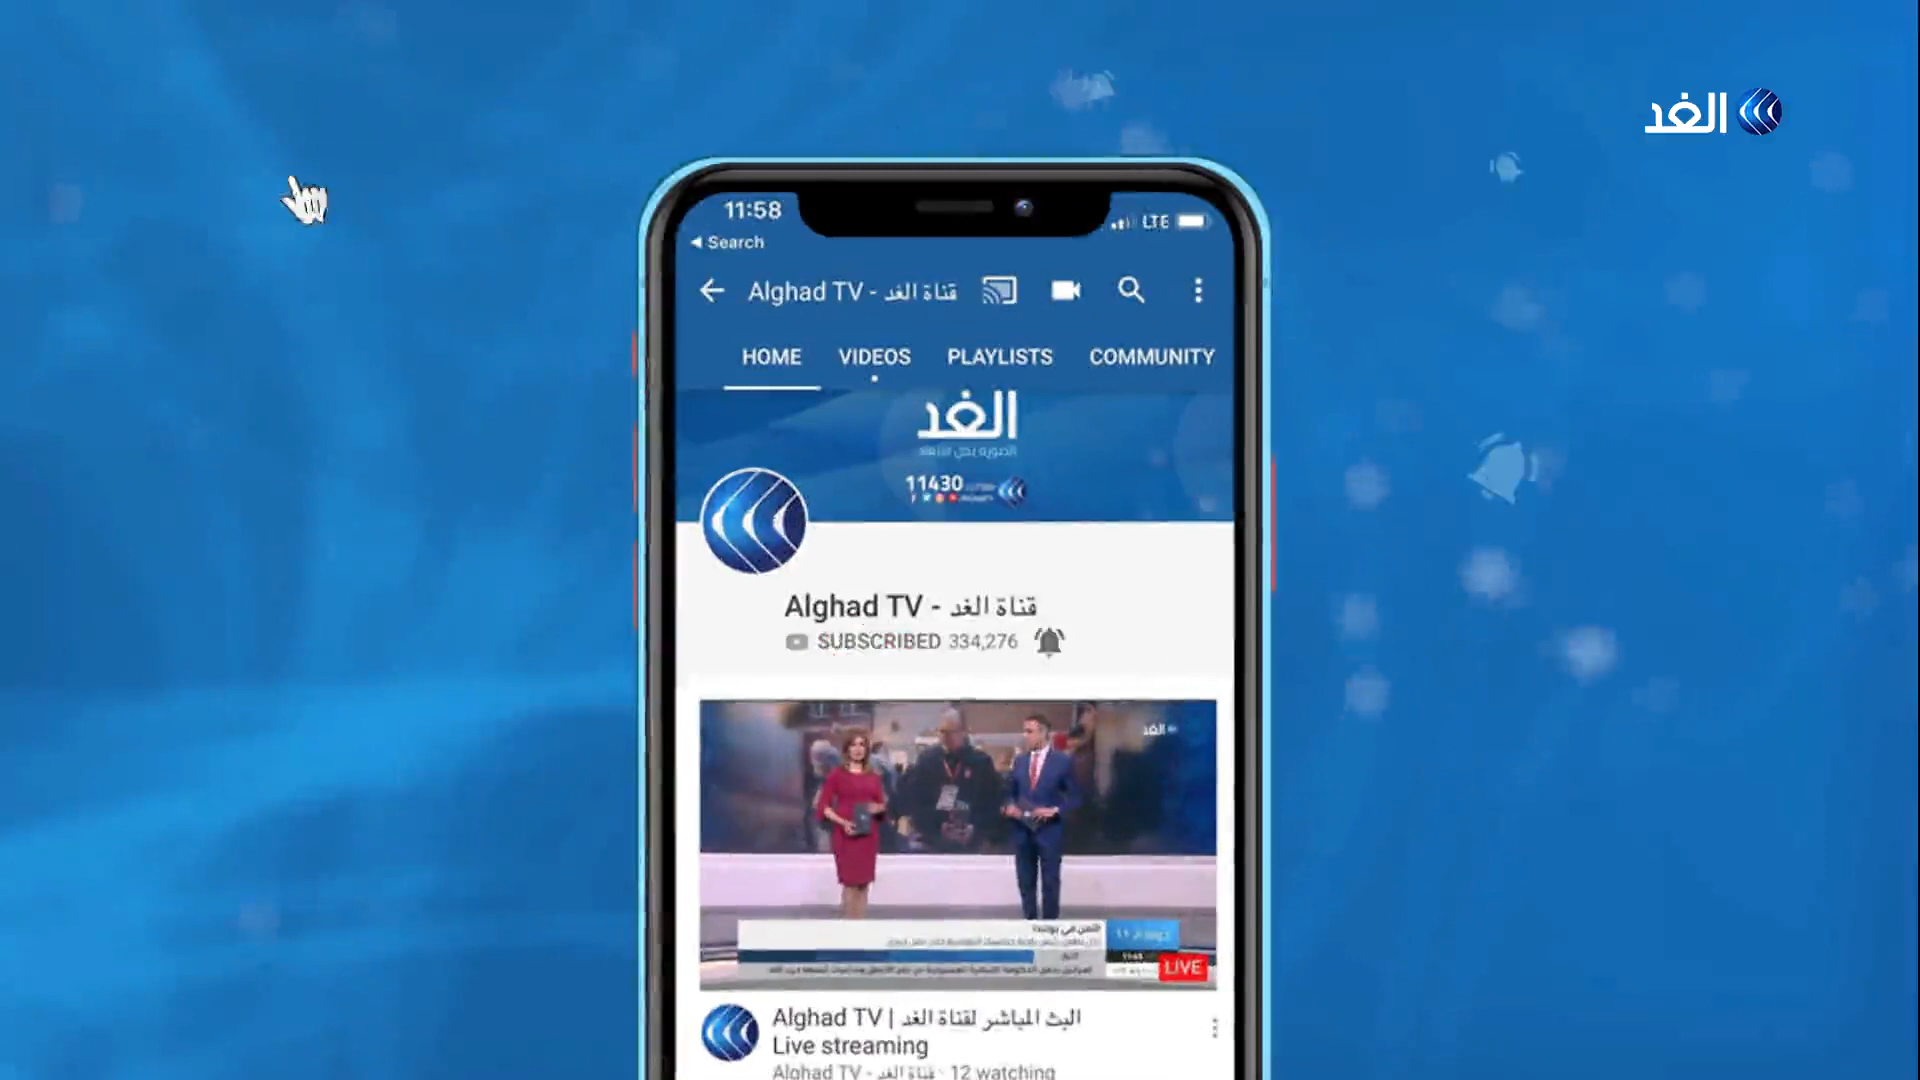 الغد
11:58
LTE
Search
Alghad TV - قناة الغد
HOME VIDEOS PLAYLISTS COMMUNITY
الغد
11430
Alghad TV - قناة الغد
SUBSCRIBED 334,276
الغد
LIVE
Alghad TV | البث المباشر لقناة الغد
Live streaming
Alghad TV - قناة الغد · 12 watching